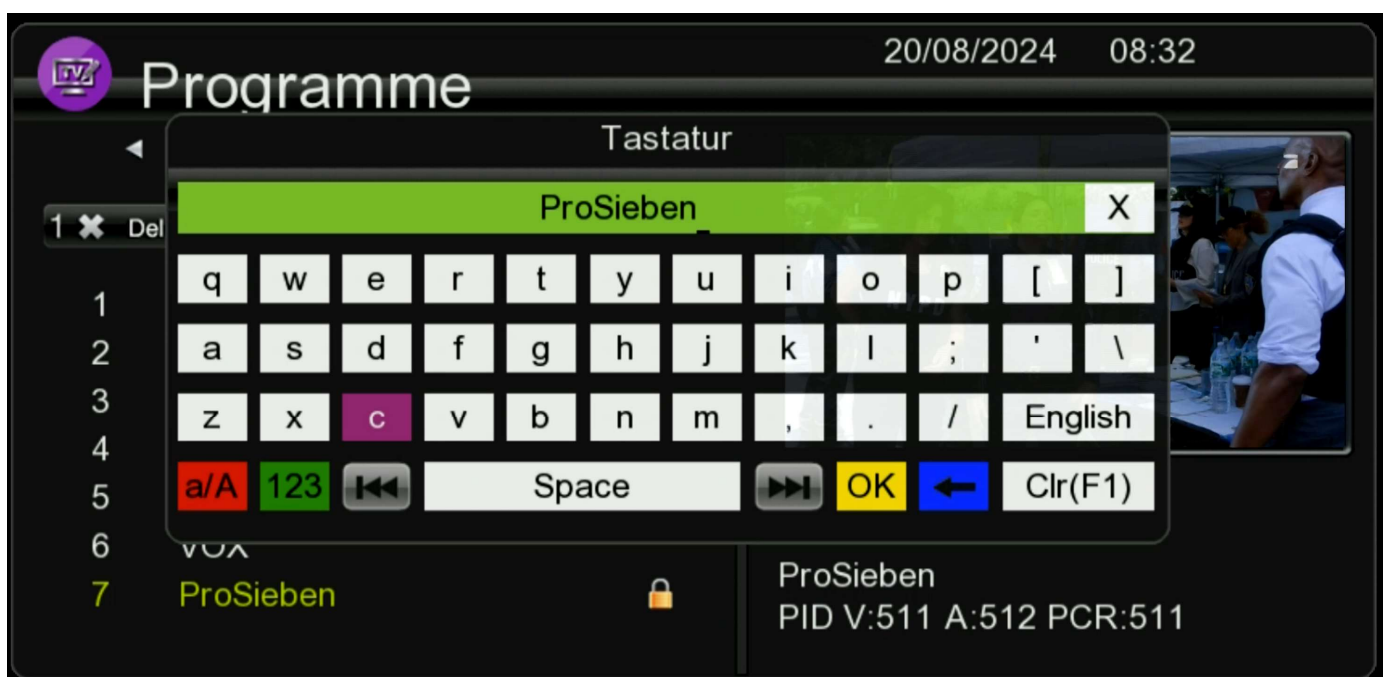 20/08/2024 08:32
Programme
Tastatur
ProSieben X
1 Del
q w e r t y u i o p [ ]
a s d f g h j k l ; ' \
z x c v b n m , . / English
a/A 123 Space OK Clr(F1)
NYPD
1
2
3
4
5
6 VOX
7 ProSieben
ProSieben
PID V:511 A:512 PCR:511